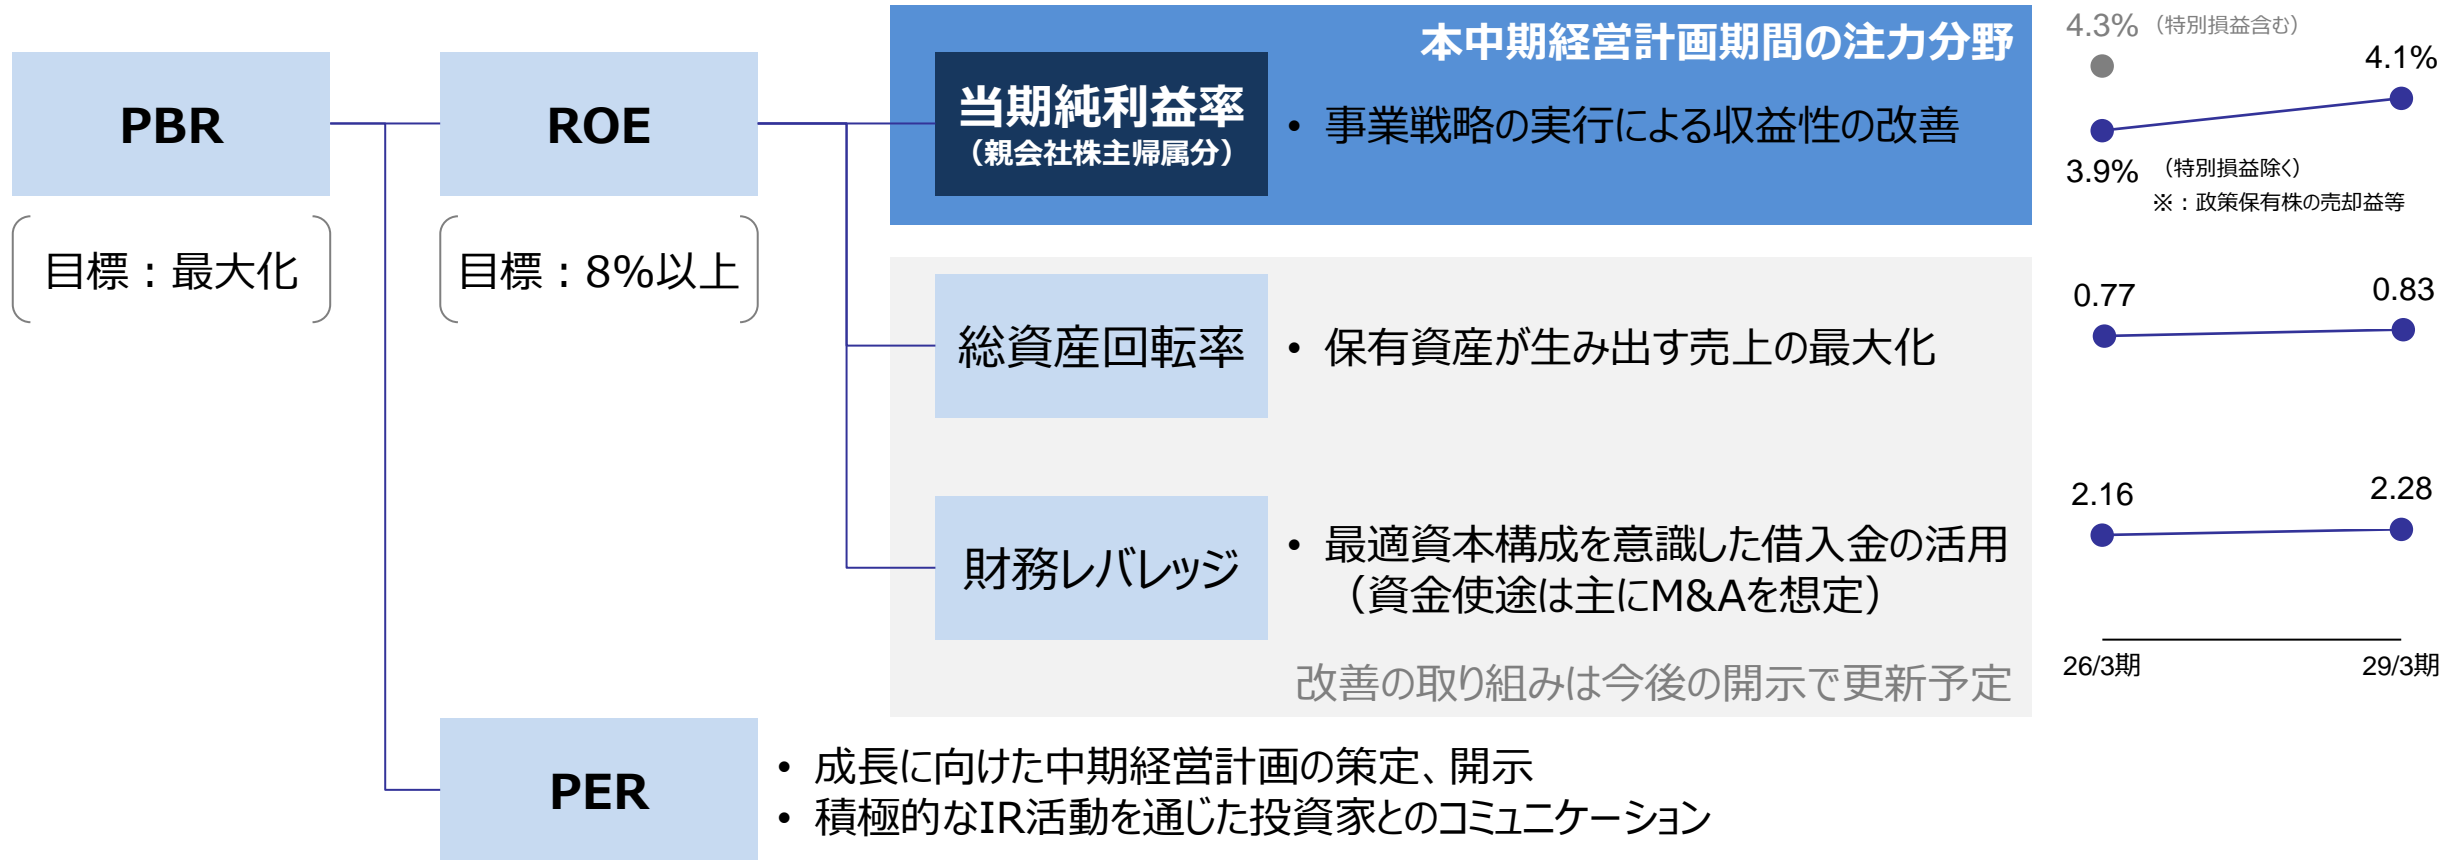 PBR
目標：最大化
ROE
目標：8%以上
本中期経営計画期間の注力分野
当期純利益率
（親会社株主帰属分）
• 事業戦略の実行による収益性の改善
4.3% （特別損益含む）
4.1%
3.9% （特別損益除く）
※：政策保有株の売却益等
総資産回転率
• 保有資産が生み出す売上の最大化
0.77
0.83
財務レバレッジ
• 最適資本構成を意識した借入金の活用
（資金使途は主にM&Aを想定）
2.16
2.28
改善の取り組みは今後の開示で更新予定
26/3期
29/3期
PER
• 成長に向けた中期経営計画の策定、開示
• 積極的なIR活動を通じた投資家とのコミュニケーション